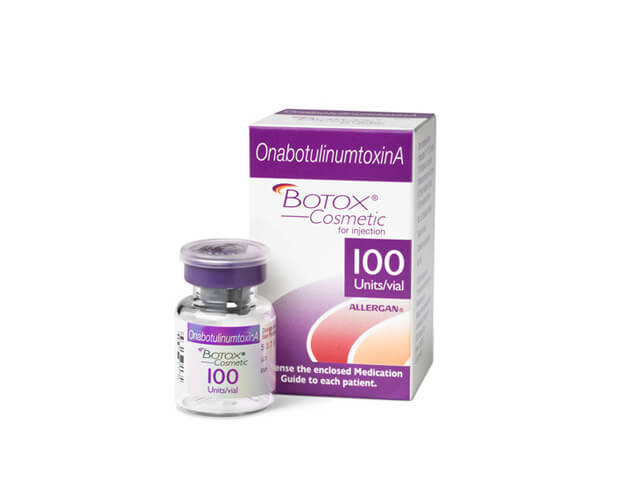 OnabotulinumtoxinA
BOTOX®
Cosmetic
for injection
100
Units/vial
ALLERGAN®
ense the enclosed Medication
Guide to each patient.
OnabotulinumtoxinA
BOTOX
Cosmetic
100
Units/vial